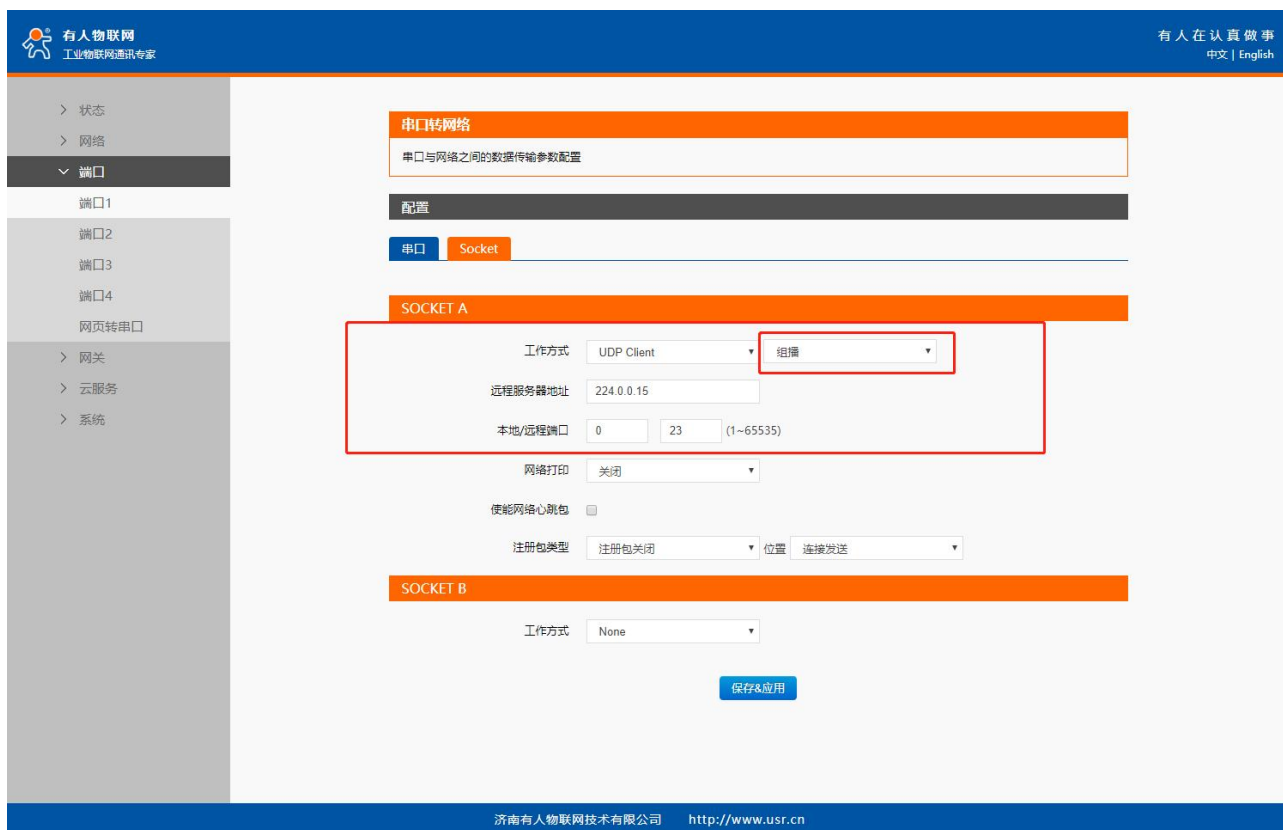 有人物联网
工业物联网通讯专家
有人在认真做事
中文 | English
状态
网络
端口
端口1
端口2
端口3
端口4
网页转串口
网关
云服务
系统
串口转网络
串口与网络之间的数据传输参数配置
配置
串口 Socket
SOCKET A
工作方式 UDP Client 组播
远程服务器地址 224.0.0.15
本地/远程端口 0 23 (1~65535)
网络打印 关闭
使能网络心跳包
注册包类型 注册包关闭 位置 连接发送
SOCKET B
工作方式 None
保存&应用
济南有人物联网技术有限公司 http://www.usr.cn